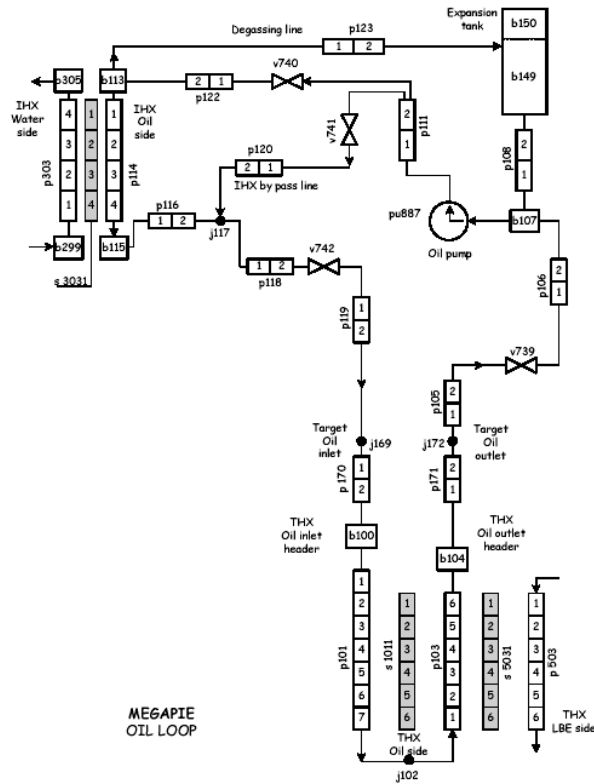 Degassing line
p123
1 2
Expansion
tank
b150
b149
b305
b113
2 1
p122
v740
v741
2
1
p111
p108
2
1
IHX
Water
side
p303
4
3
2
1
1
2
3
4
IHX
Oil
side
p114
1
2
3
4
p120
2 1
IHX by pass line
p116
1 2
j117
pu887
Oil pump
b107
b299
b115
s 3031
1 2
p118
v742
p106
2
1
p119
1
2
v739
p105
2
1
Target
Oil
inlet
j169
j172
Target
Oil
outlet
p 170
1
2
p171
2
1
THX
Oil inlet
header
b100
b104
THX
Oil outlet
header
p101
1
2
3
4
5
6
7
s 1011
1
2
3
4
5
6
p103
6
5
4
3
2
1
s 5031
1
2
3
4
5
6
p 503
1
2
3
4
5
6
MEGAPIE
OIL LOOP
THX
Oil side
j102
THX
LBE side